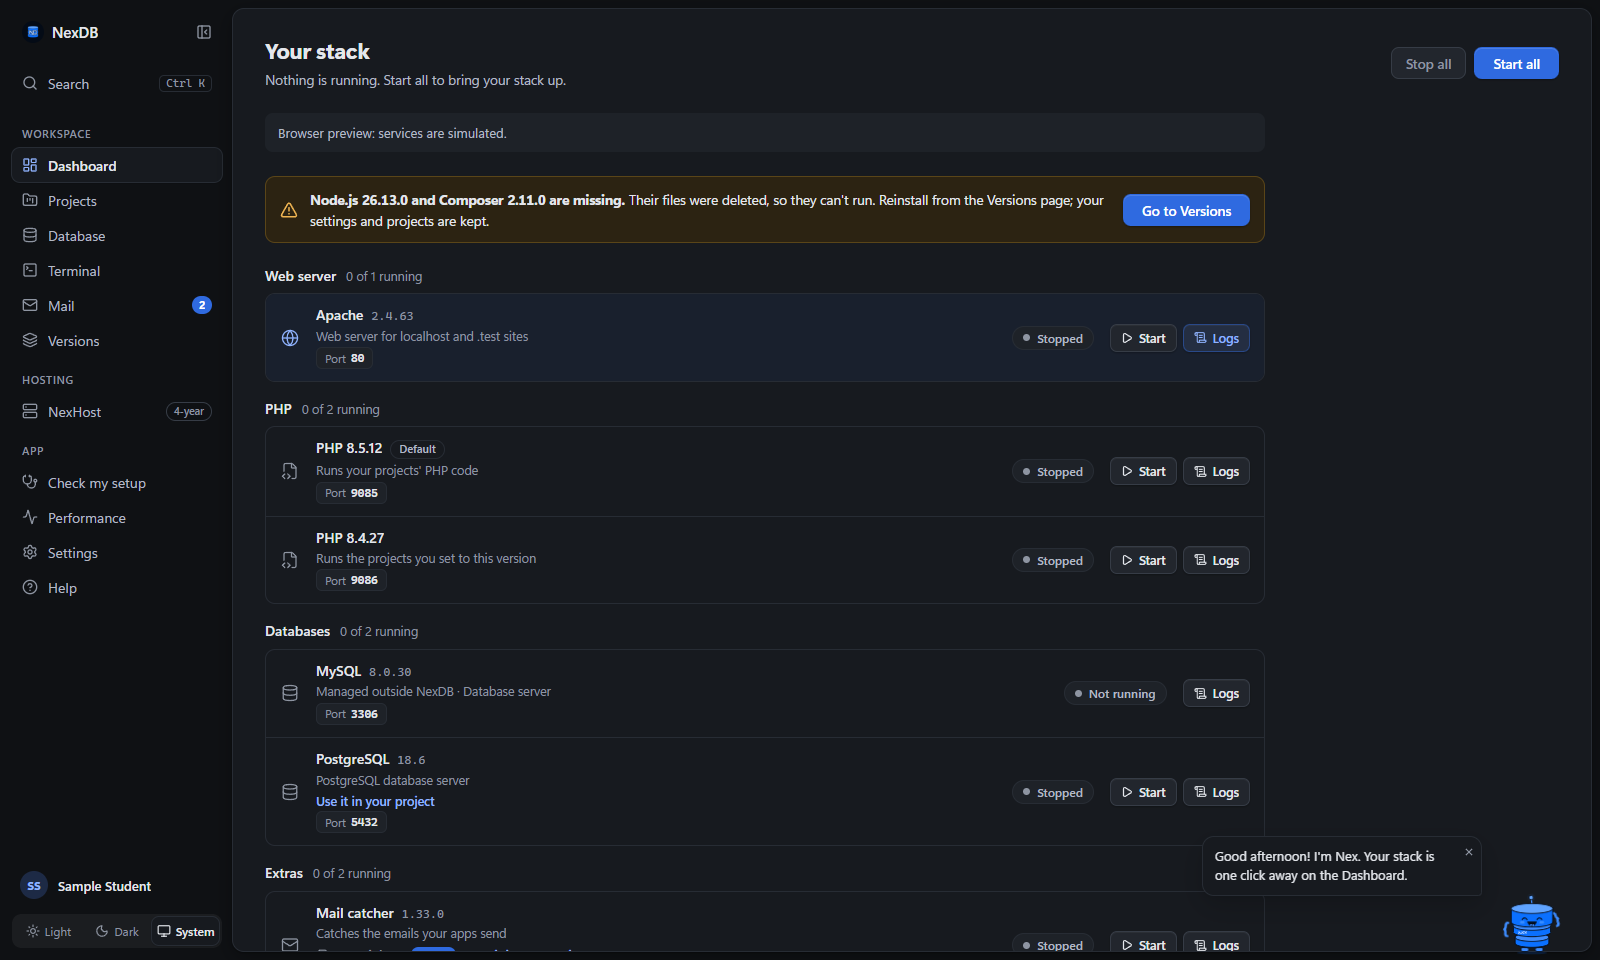 NexDB
Search
Ctrl K
WORKSPACE
Dashboard
Projects
Database
Terminal
Mail
2
Versions
HOSTING
NexHost
4-year
APP
Check my setup
Performance
Settings
Help
SS
Sample Student
Light
Dark
System
Your stack
Nothing is running. Start all to bring your stack up.
Stop all
Start all
Browser preview: services are simulated.
Node.js 26.13.0 and Composer 2.11.0 are missing. Their files were deleted, so they can't run. Reinstall from the Versions page; your
settings and projects are kept.
Go to Versions
Web server 0 of 1 running
Apache 2.4.63
Web server for localhost and .test sites
Port 80
Stopped
Start
Logs
PHP 0 of 2 running
PHP 8.5.12 Default
Runs your projects' PHP code
Port 9085
Stopped
Start
Logs
PHP 8.4.27
Runs the projects you set to this version
Port 9086
Stopped
Start
Logs
Databases 0 of 2 running
MySQL 8.0.30
Managed outside NexDB · Database server
Port 3306
Not running
Logs
PostgreSQL 18.6
PostgreSQL database server
Use it in your project
Port 5432
Stopped
Start
Logs
Good afternoon! I'm Nex. Your stack is
one click away on the Dashboard.
Extras 0 of 2 running
Mail catcher 1.33.0
Catches the emails your apps send
Stopped
Start
Logs